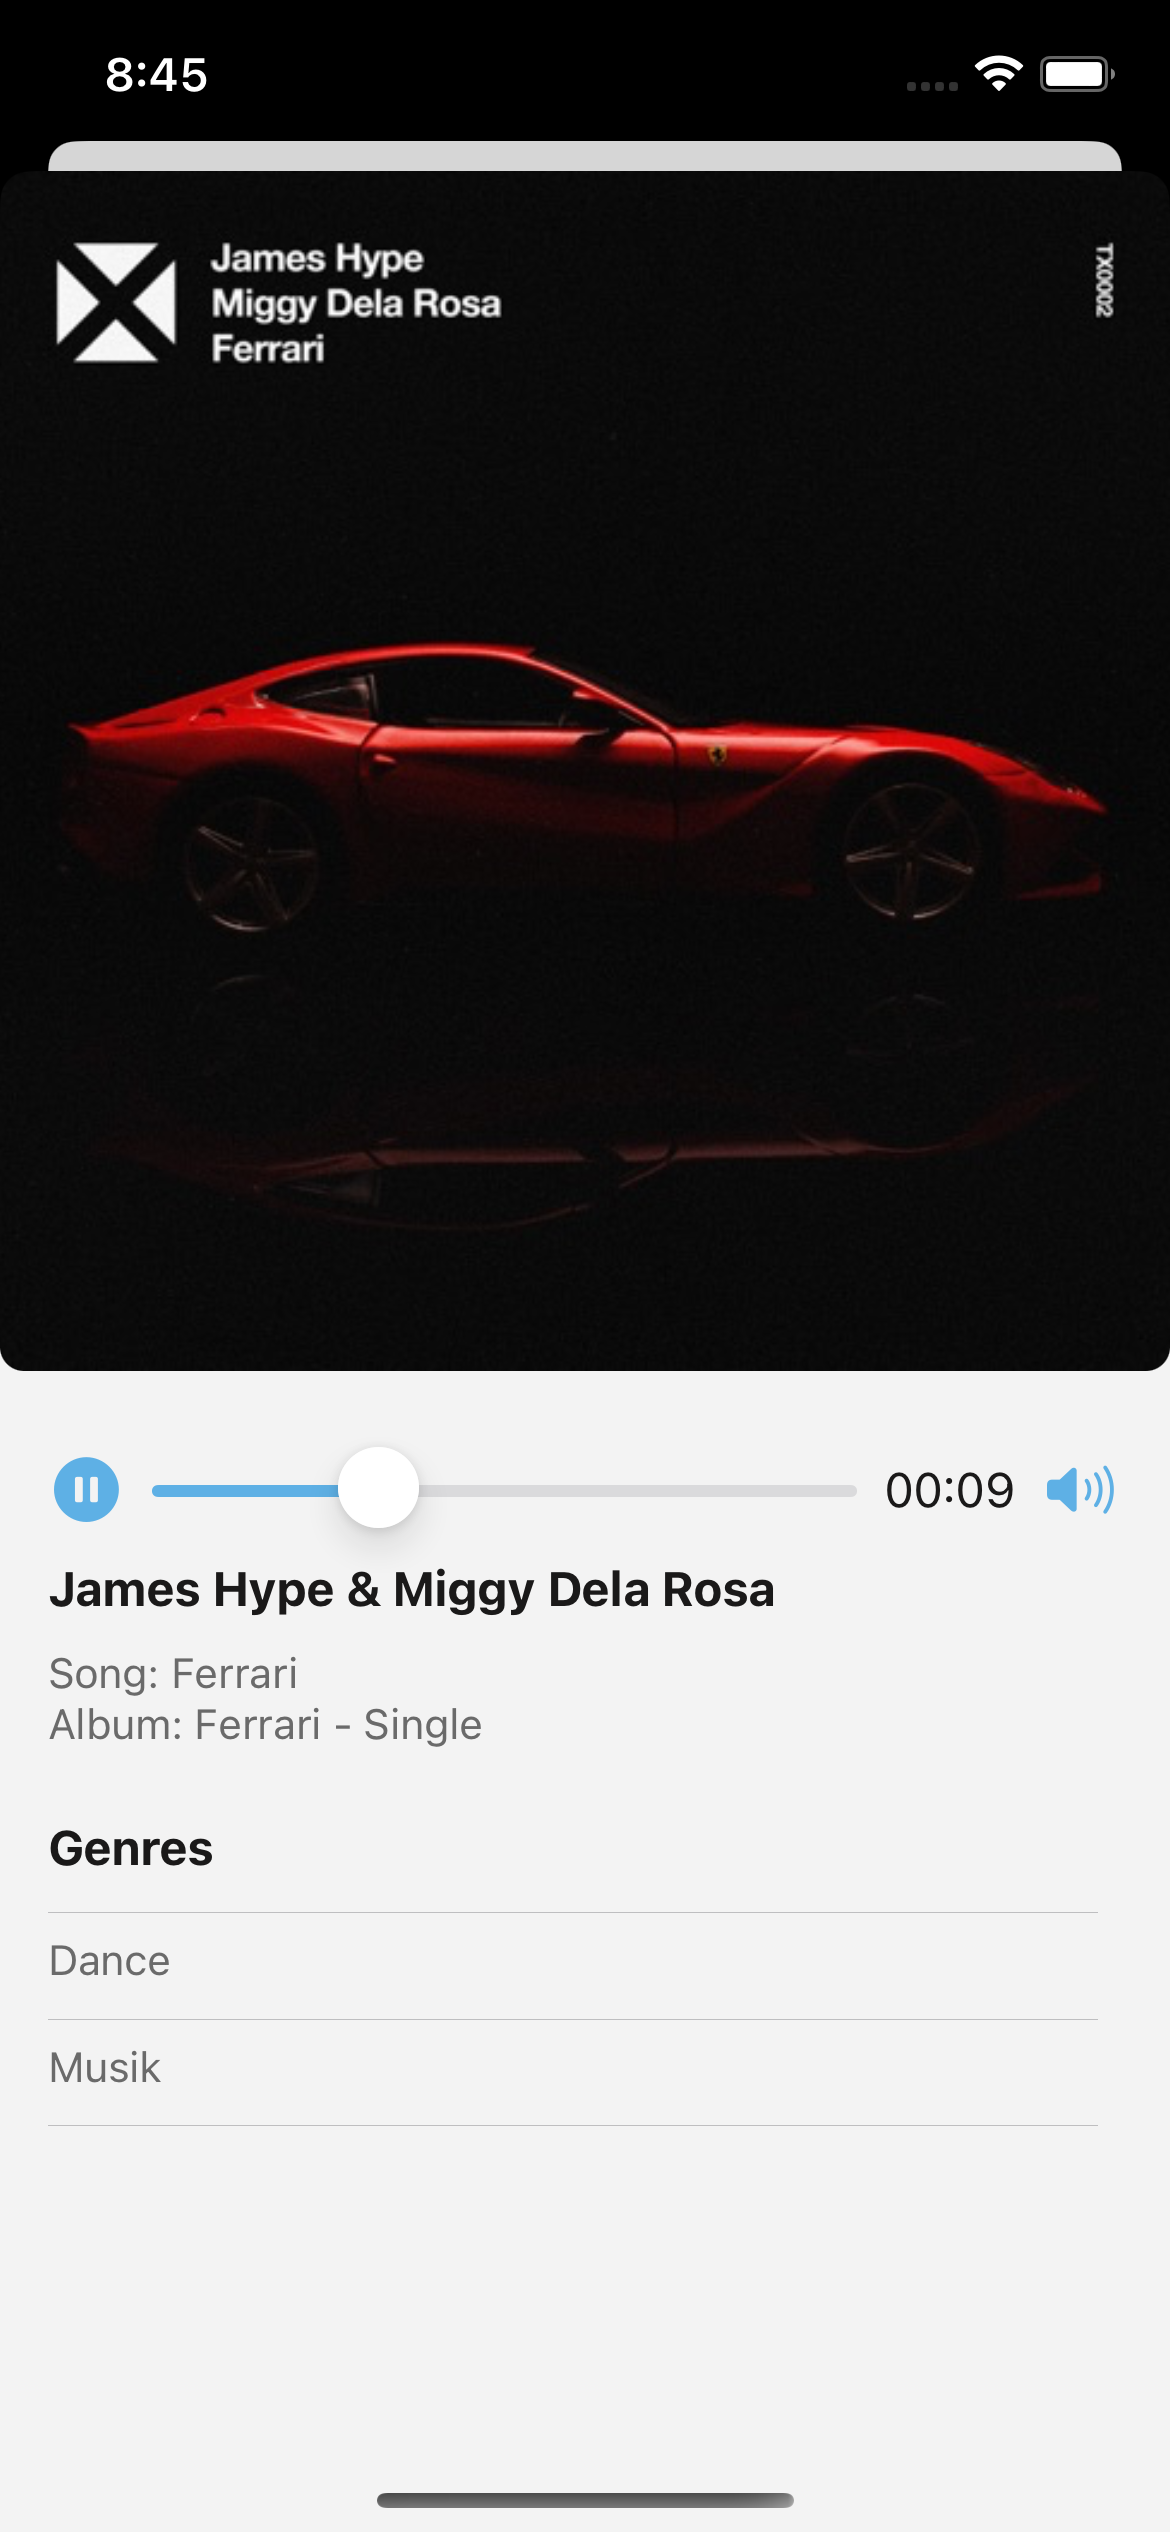 8:45
James Hype
Miggy Dela Rosa
Ferrari
TX0002
00:09
James Hype & Miggy Dela Rosa
Song: Ferrari
Album: Ferrari - Single
Genres
Dance
Musik